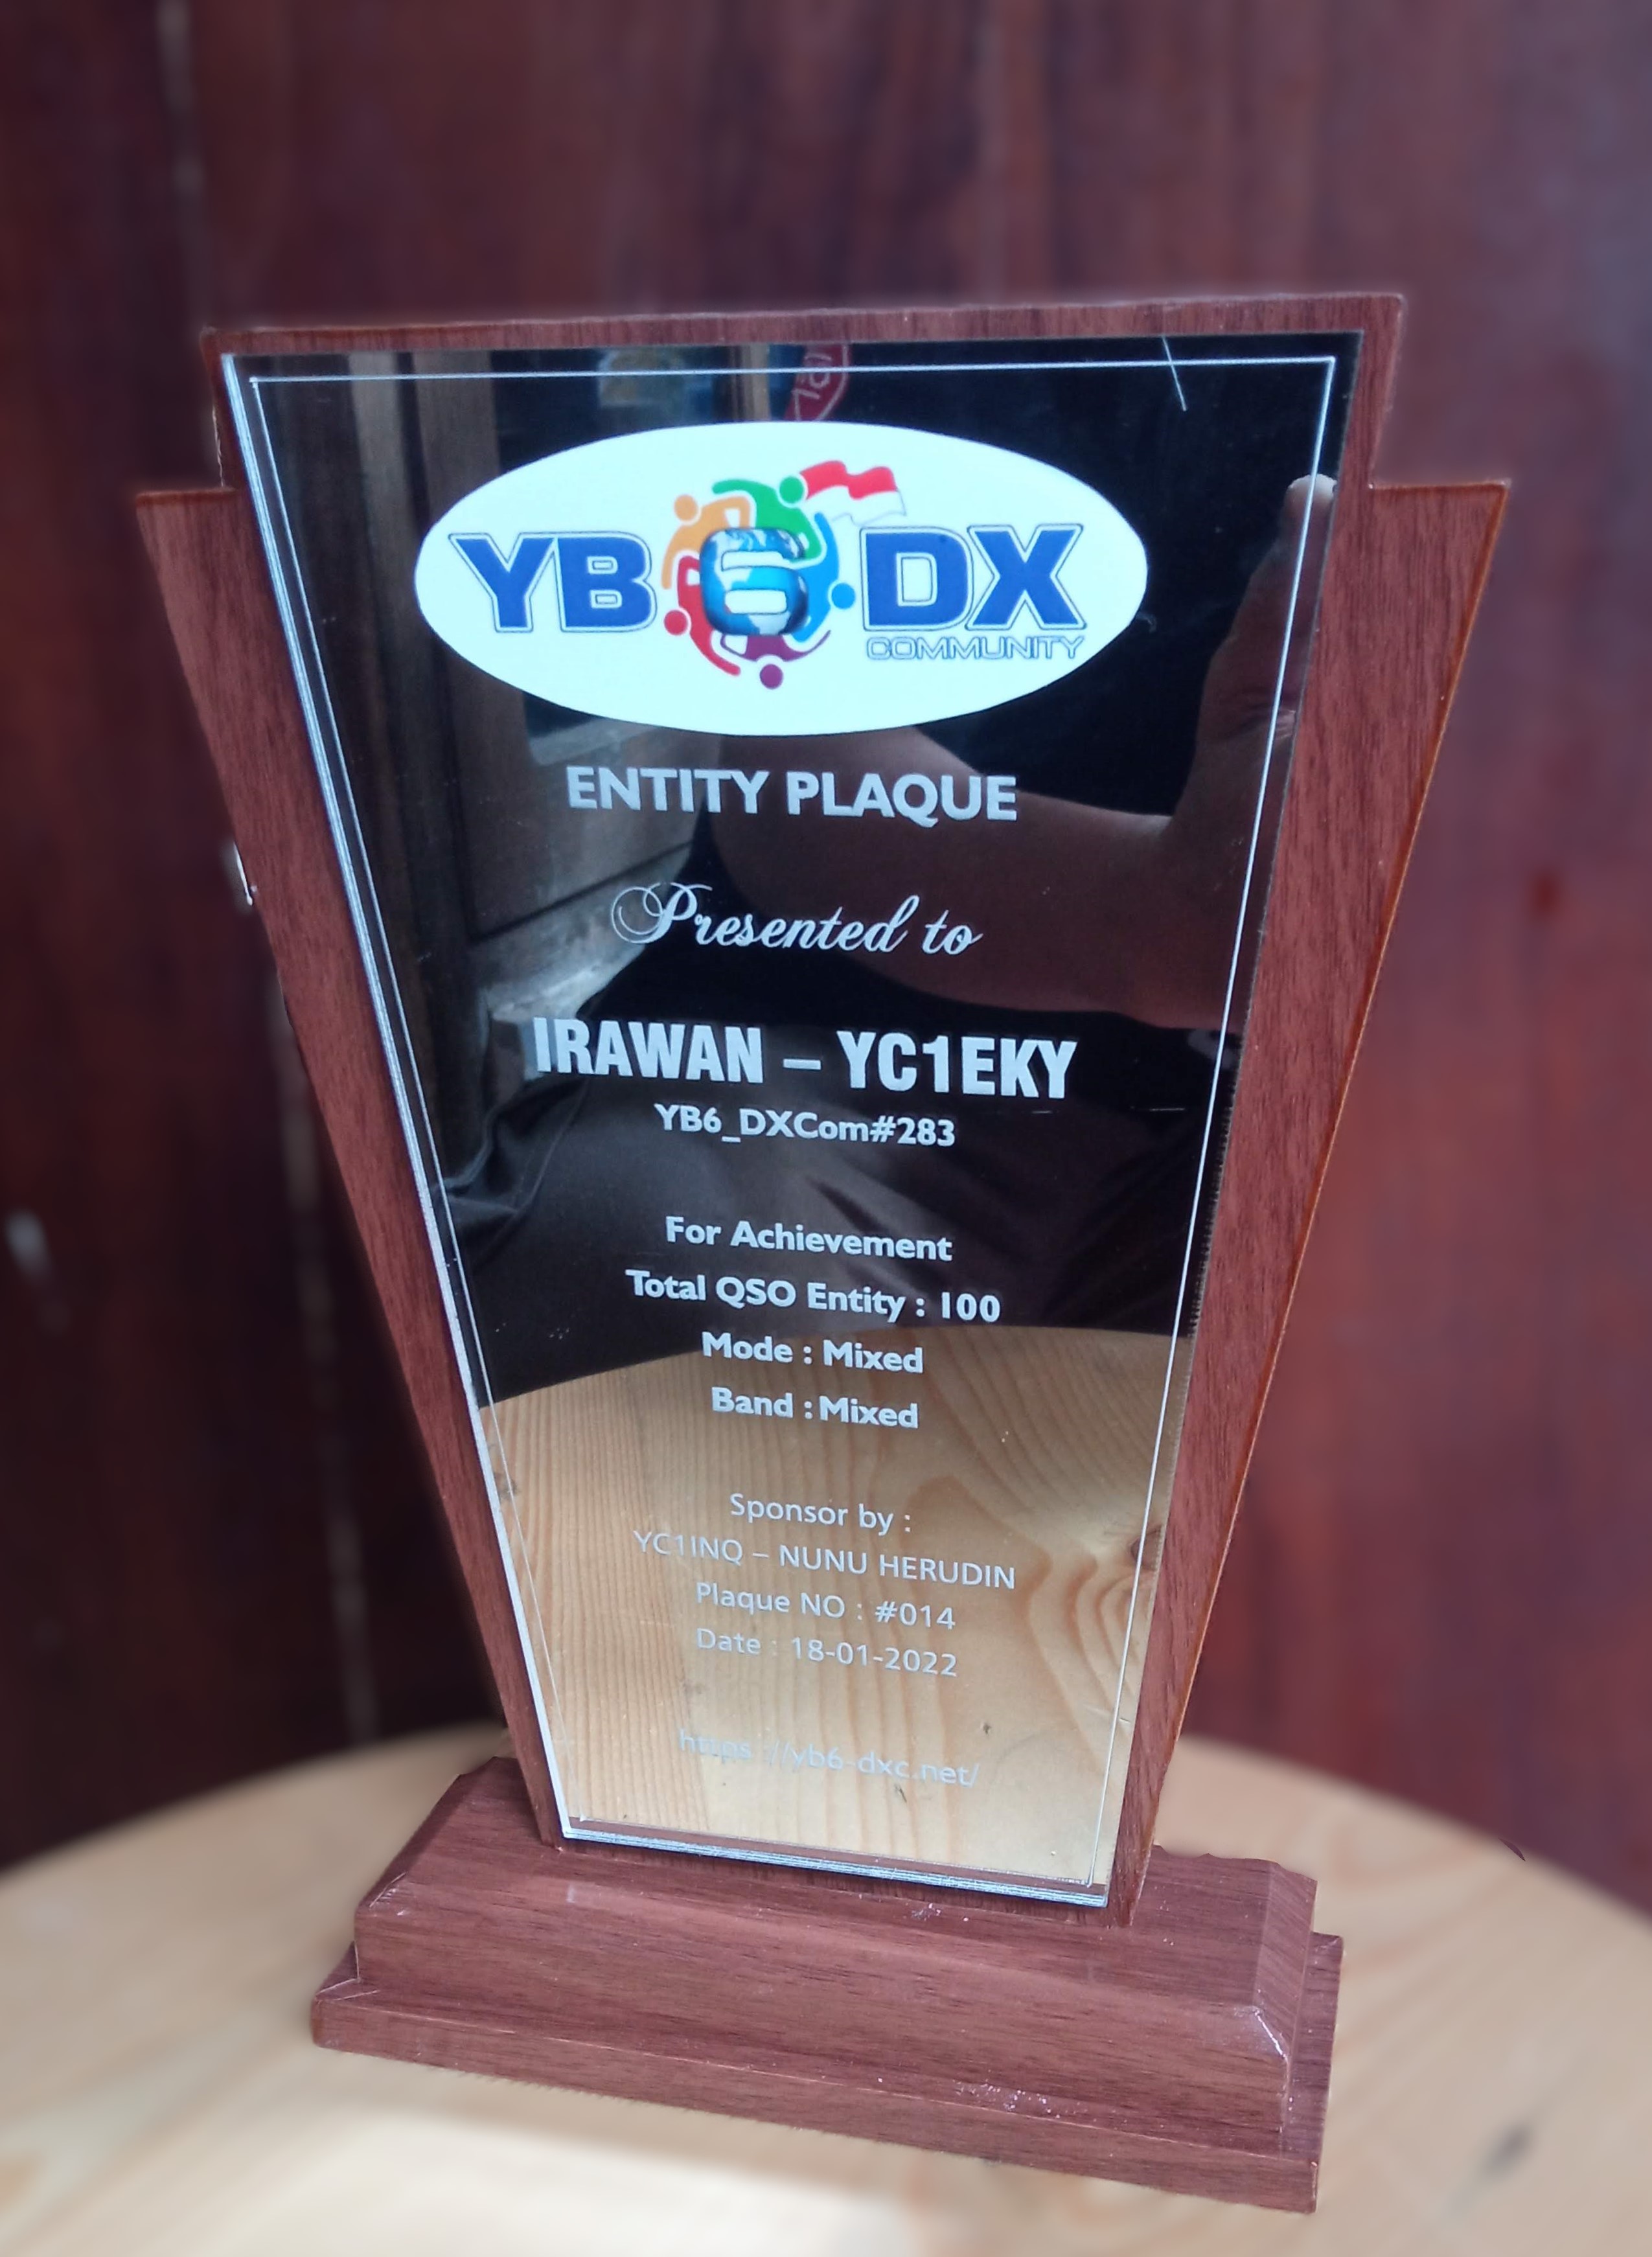 YB6DX
COMMUNITY
ENTITY PLAQUE
Presented to
IRAWAN – YC1EKY
YB6_DXCom#283
For Achievement
Total QSO Entity : 100
Mode : Mixed
Band : Mixed
Sponsor by :
YC1INQ – NUNU HERUDIN
Plaque NO : #014
Date : 18-01-2022
https://yb6-dxc.net/